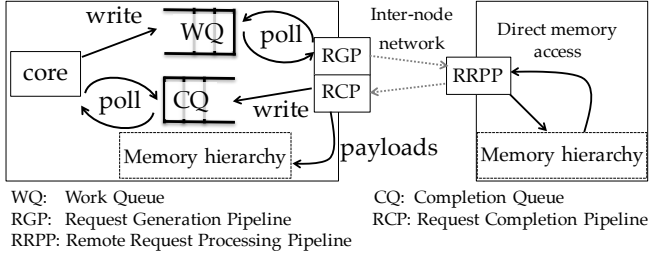 write
WQ
poll
core
poll
CQ
write
RGP
RCP
Memory hierarchy
payloads
Inter-node
network
RRPP
Direct memory
access
Memory hierarchy
WQ: Work Queue
CQ: Completion Queue
RGP: Request Generation Pipeline
RCP: Request Completion Pipeline
RRPP: Remote Request Processing Pipeline